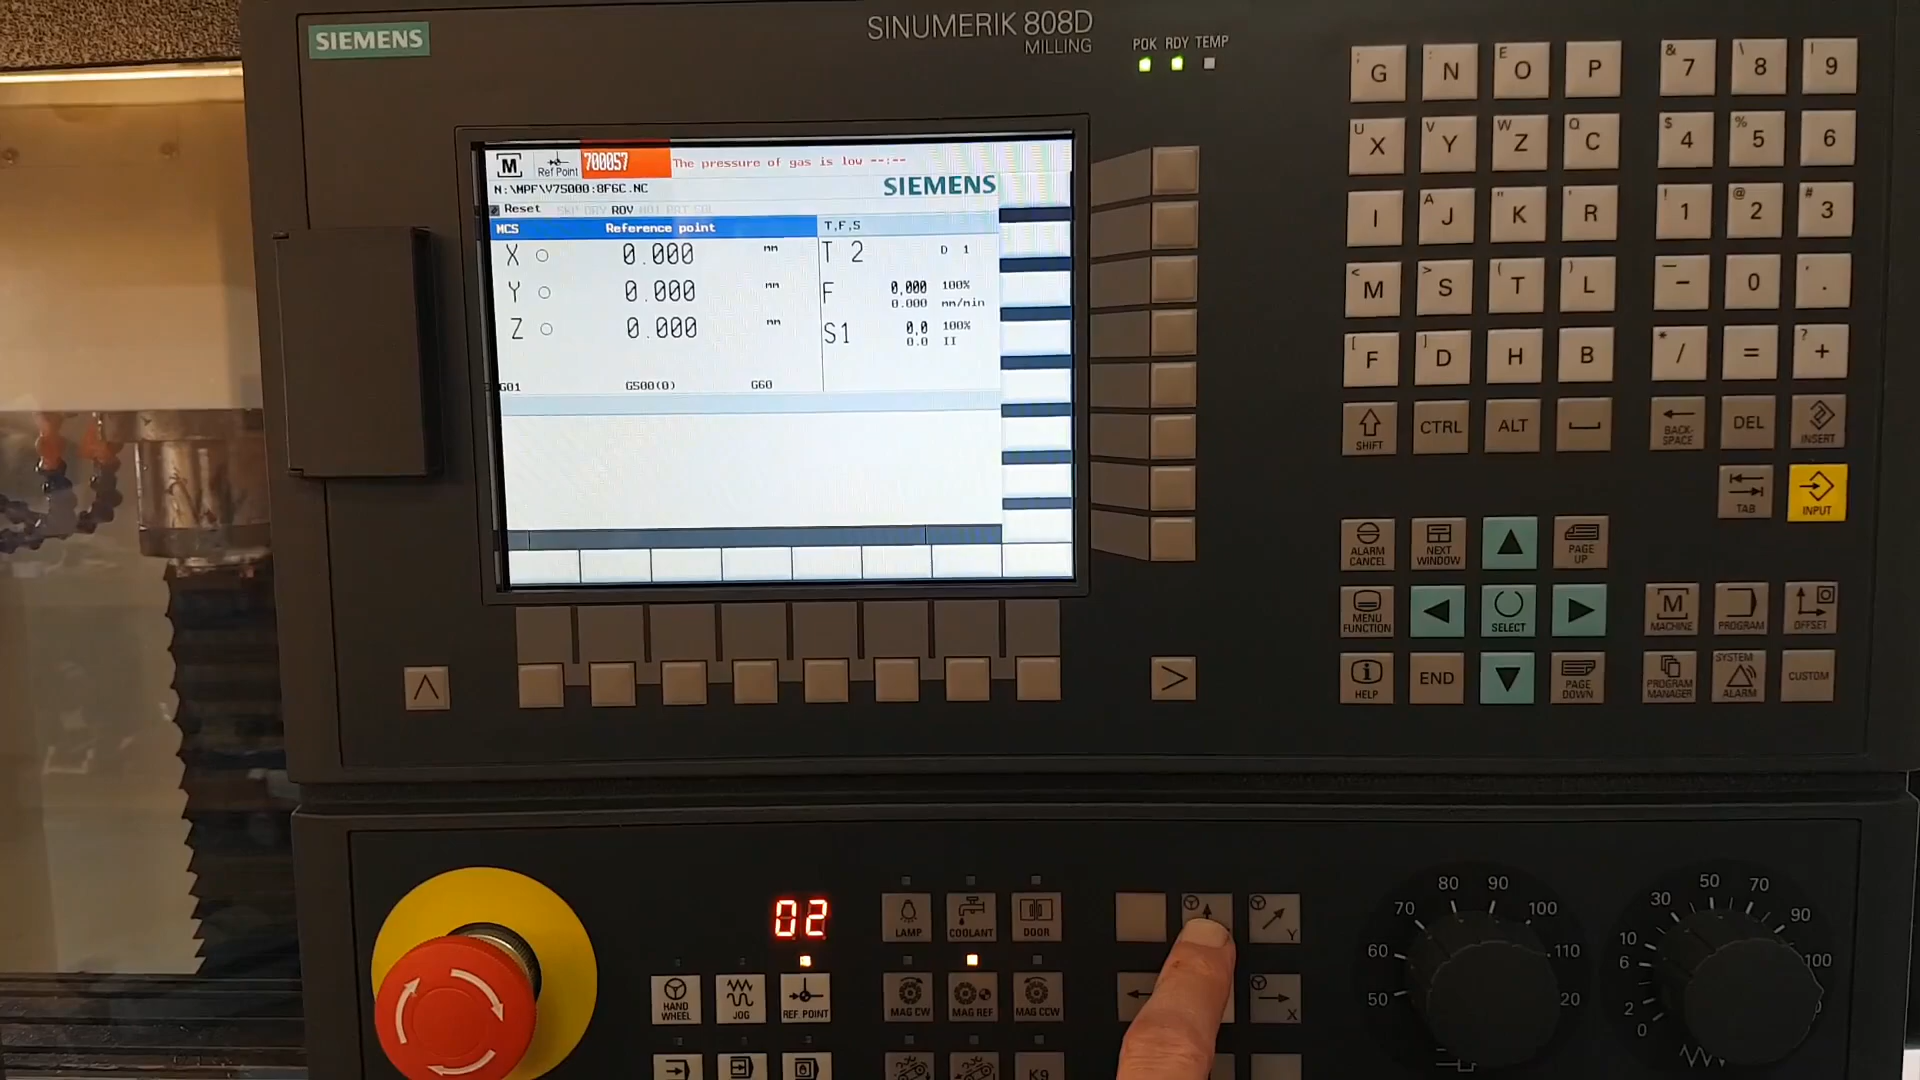 SIEMENS
SINUMERIK 808D
MILLING
POK RDY TEMP
M
Ref Point
700057
The pressure of gas is low --:--
N:\MPF\V75000:8F6C.NC
SIEMENS
Reset
SKP DRY ROV M01 PRT SBL
MCS Reference point T,F,S
X 0.000 mm T 2 D 1
Y 0.000 mm F 0,000 100%
0.000 mm/min
Z 0.000 mm S1 0,0 100%
0.0 II
G01 G500(0) G60
; G : N E O P & 7 \ 8 | 9
U X V Y W Z Q C $ 4 % 5 6
I A J " K ' R ! 1 @ 2 # 3
< M > S ( T ) L - 0 .
[ F ] D H B * / = ? +
SHIFT CTRL ALT BACK-SPACE DEL INSERT
TAB INPUT
ALARM CANCEL NEXT WINDOW PAGE UP
MENU FUNCTION SELECT M MACHINE PROGRAM OFFSET
HELP END PAGE DOWN PROGRAM MANAGER SYSTEM ALARM CUSTOM
02
LAMP COOLANT DOOR Y
HAND WHEEL JOG REF. POINT MAG CW MAG REF MAG CCW X
K9
50 60 70 80 90 100 110 20
0 2 6 10 30 50 70 90 100